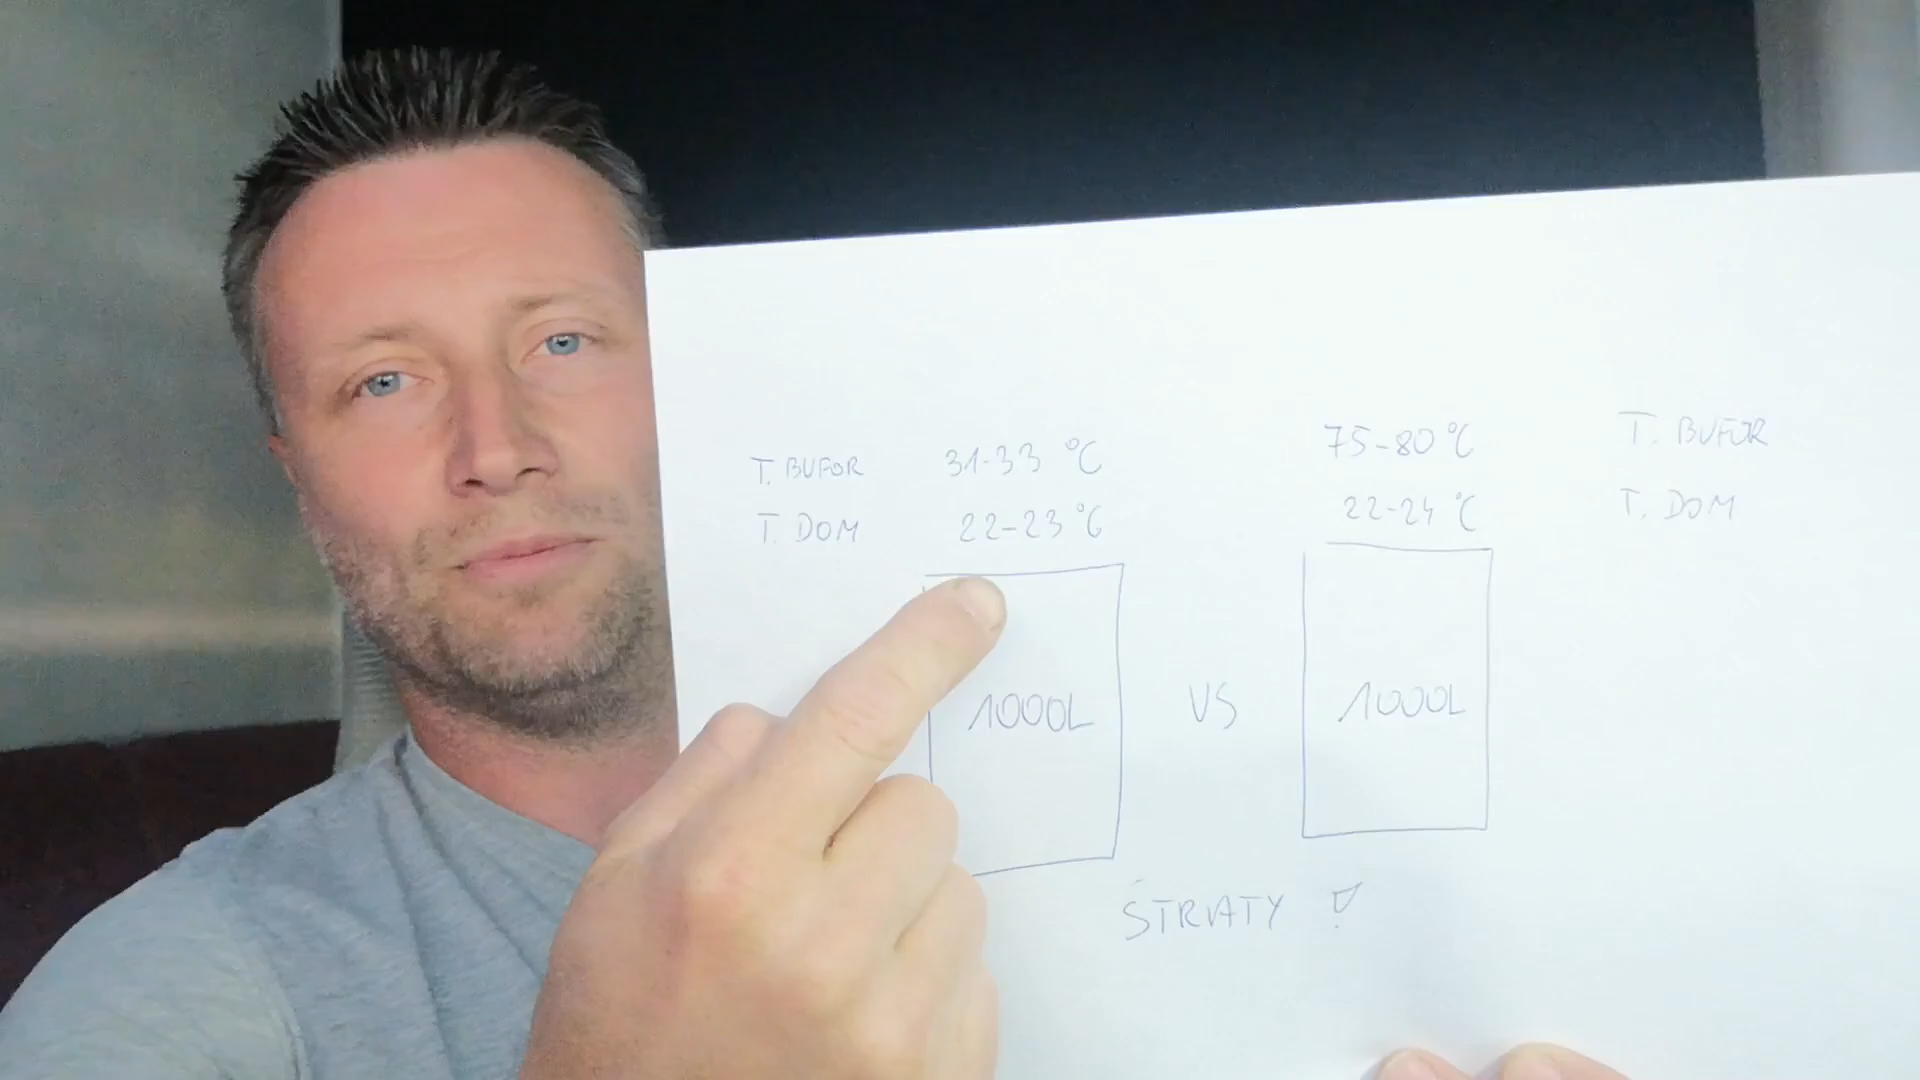 T. BUFOR 31-33 °C 75-80 °C T. BUFOR
T. DOM 22-23 °C 22-24 °C T. DOM
1000L VS 1000L
STRATY !